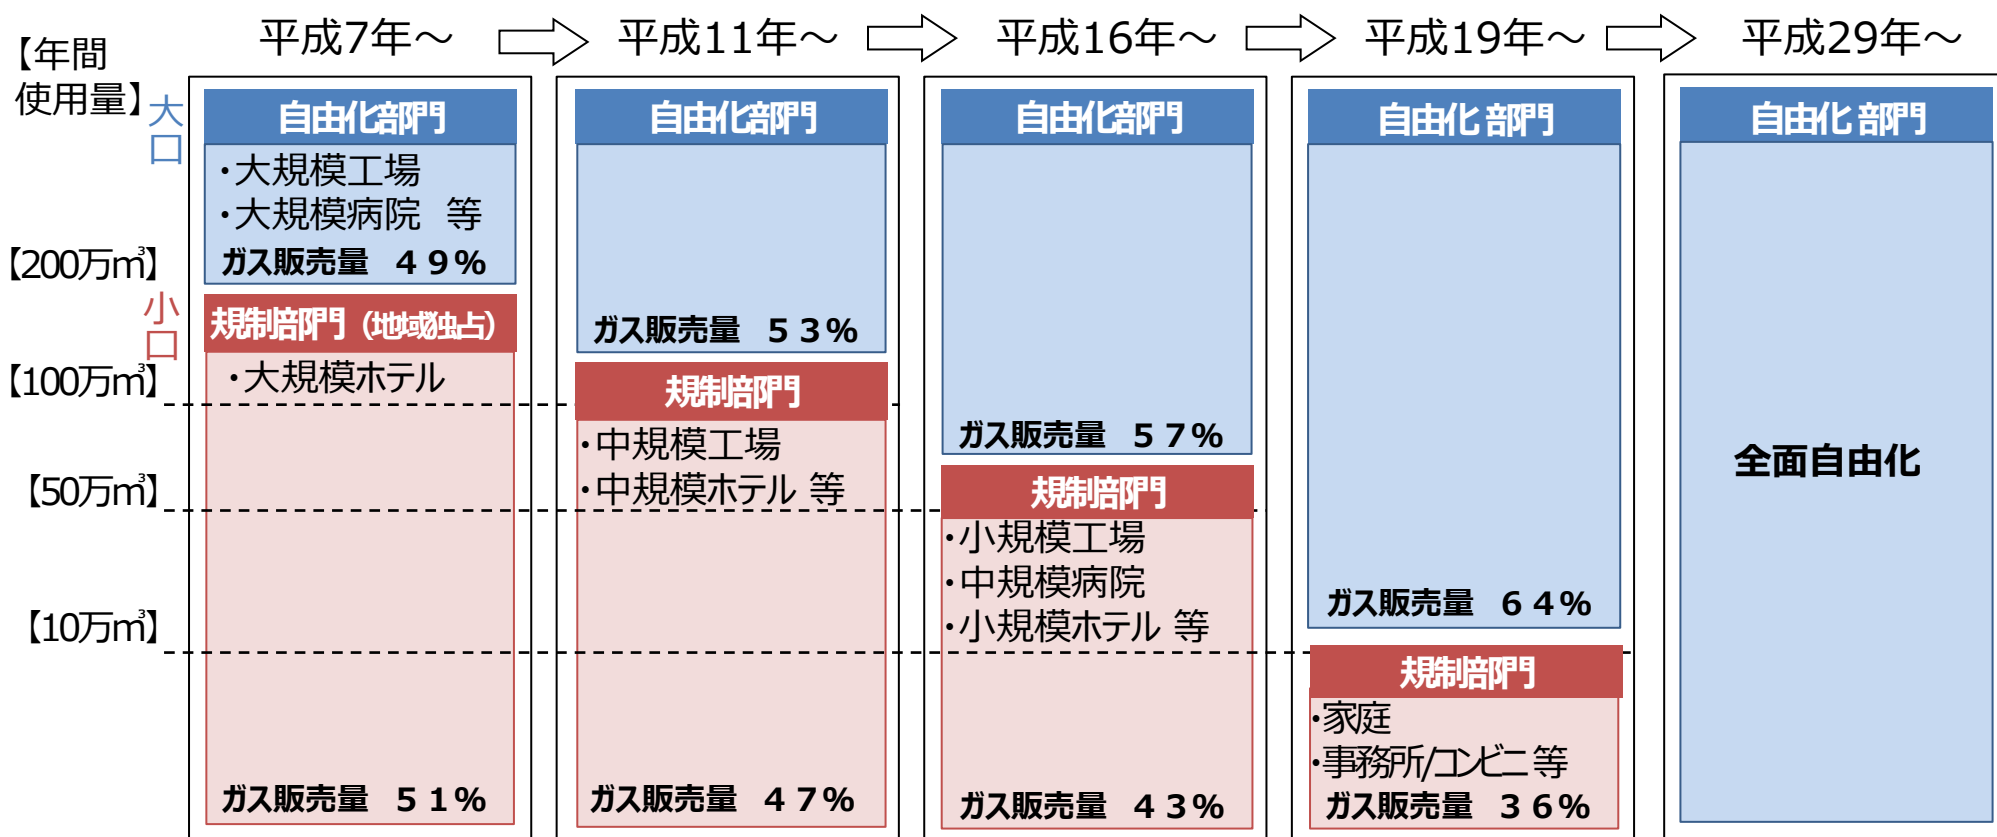 【年間
使用量】
大口
【200万㎥】
小口
【100万㎥】
【50万㎥】
【10万㎥】
平成7年～
自由化部門
・大規模工場
・大規模病院　等
ガス販売量　４９％
規制部門（地域独占）
・大規模ホテル
ガス販売量　５１％
平成11年～
自由化部門
ガス販売量　５３％
規制部門
・中規模工場
・中規模ホテル 等
ガス販売量　４７％
平成16年～
自由化部門
ガス販売量　５７％
規制部門
・小規模工場
・中規模病院
・小規模ホテル 等
ガス販売量　４３％
平成19年～
自由化 部門
ガス販売量　６４％
規制部門
・家庭
・事務所/コンビニ 等
ガス販売量　３６％
平成29年～
自由化 部門
全面自由化